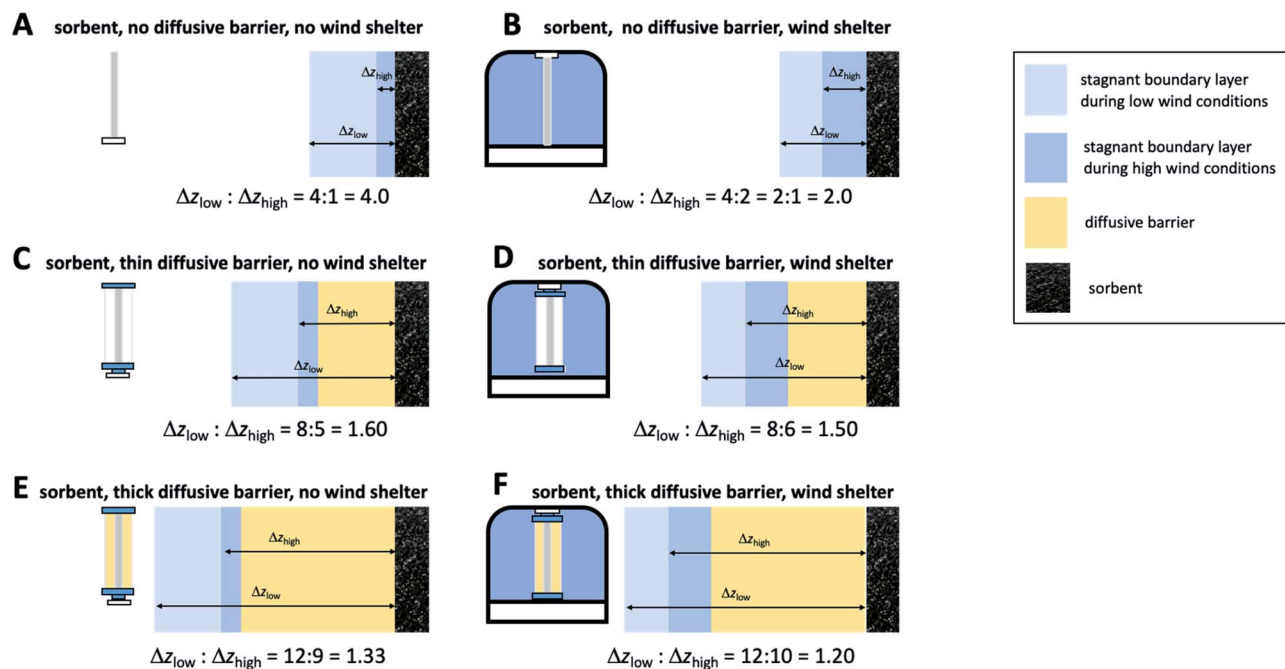 A sorbent, no diffusive barrier, no wind shelter
Δz_high
Δz_low
Δz_low : Δz_high = 4:1 = 4.0
B sorbent, no diffusive barrier, wind shelter
Δz_high
Δz_low
Δz_low : Δz_high = 4:2 = 2:1 = 2.0
C sorbent, thin diffusive barrier, no wind shelter
Δz_high
Δz_low
Δz_low : Δz_high = 8:5 = 1.60
D sorbent, thin diffusive barrier, wind shelter
Δz_high
Δz_low
Δz_low : Δz_high = 8:6 = 1.50
E sorbent, thick diffusive barrier, no wind shelter
Δz_high
Δz_low
Δz_low : Δz_high = 12:9 = 1.33
F sorbent, thick diffusive barrier, wind shelter
Δz_high
Δz_low
Δz_low : Δz_high = 12:10 = 1.20
stagnant boundary layer
during low wind conditions
stagnant boundary layer
during high wind conditions
diffusive barrier
sorbent